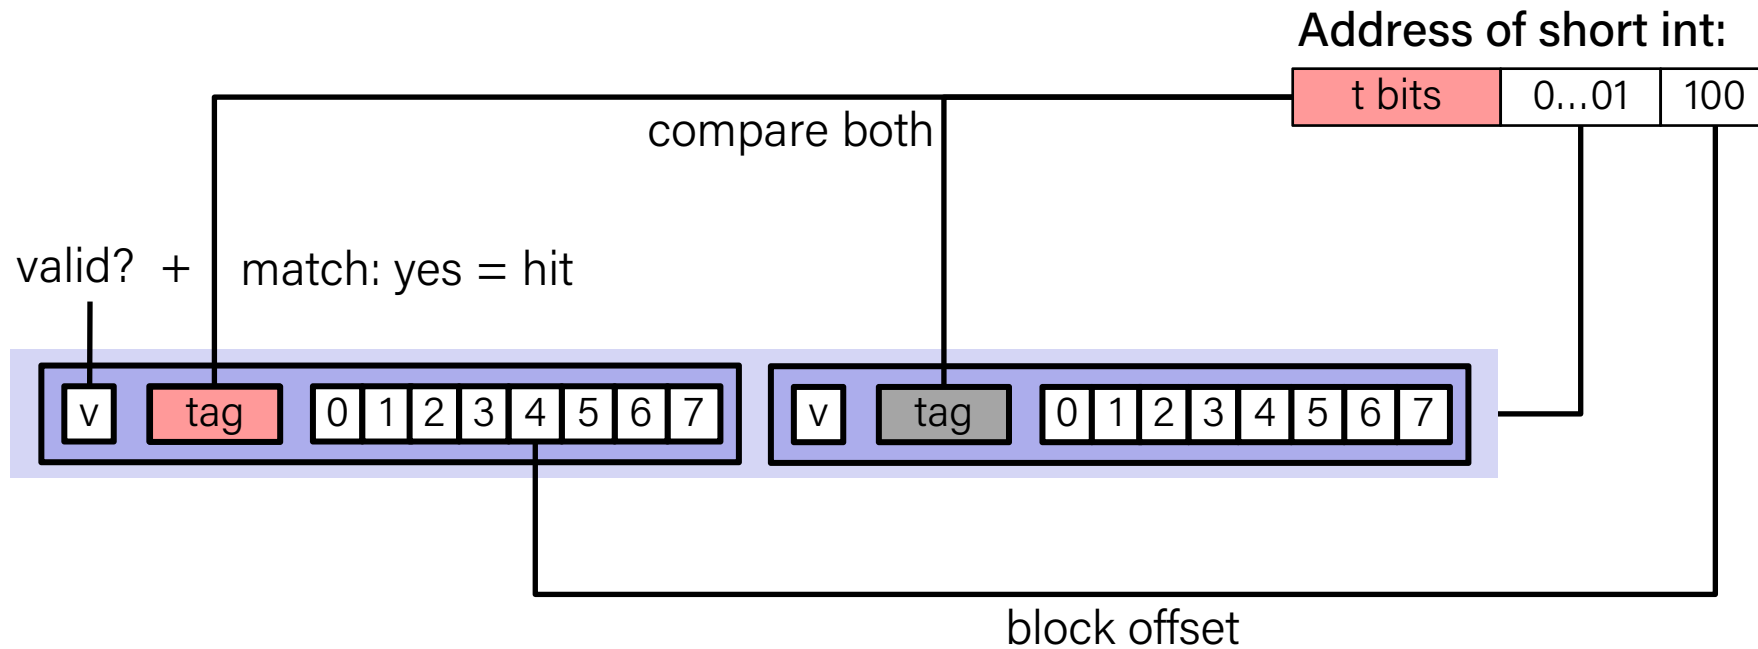 Address of short int:
t bits 0...01 100
compare both
valid? + match: yes = hit
v tag 0 1 2 3 4 5 6 7 v tag 0 1 2 3 4 5 6 7
block offset